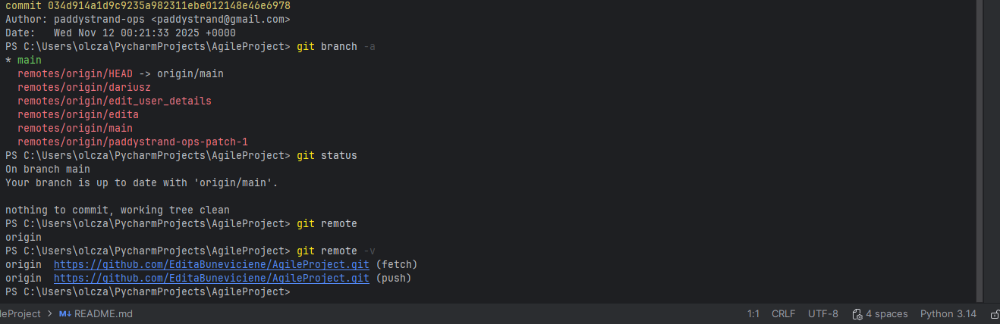 commit 034d914a1d9c9235a982311ebe012148e46e6978
Author: paddystrand-ops <paddystrand@gmail.com>
Date:   Wed Nov 12 00:21:33 2025 +0000
PS C:\Users\olcza\PycharmProjects\AgileProject> git branch -a
* main
  remotes/origin/HEAD -> origin/main
  remotes/origin/dariusz
  remotes/origin/edit_user_details
  remotes/origin/edita
  remotes/origin/main
  remotes/origin/paddystrand-ops-patch-1
PS C:\Users\olcza\PycharmProjects\AgileProject> git status
On branch main
Your branch is up to date with 'origin/main'.

nothing to commit, working tree clean
PS C:\Users\olcza\PycharmProjects\AgileProject> git remote
origin
PS C:\Users\olcza\PycharmProjects\AgileProject> git remote -v
origin  https://github.com/EditaBuneviciene/AgileProject.git (fetch)
origin  https://github.com/EditaBuneviciene/AgileProject.git (push)
PS C:\Users\olcza\PycharmProjects\AgileProject>
leProject > M↓ README.md 1:1 CRLF UTF-8 4 spaces Python 3.14